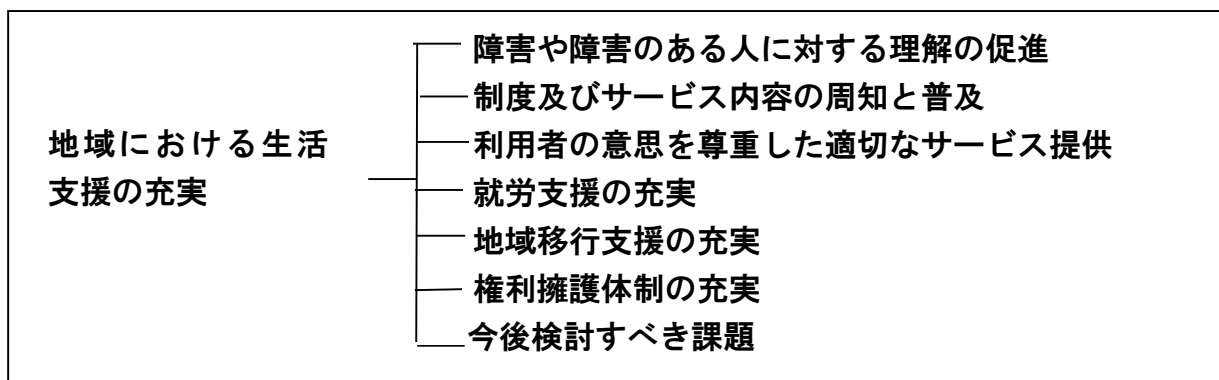 地域における生活
支援の充実
障害や障害のある人に対する理解の促進
制度及びサービス内容の周知と普及
利用者の意思を尊重した適切なサービス提供
就労支援の充実
地域移行支援の充実
権利擁護体制の充実
今後検討すべき課題